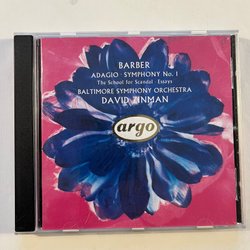 BARBER
ADAGIO · SYMPHONY No. 1
The School for Scandal · Essays
BALTIMORE SYMPHONY ORCHESTRA
DAVID ZINMAN
argo